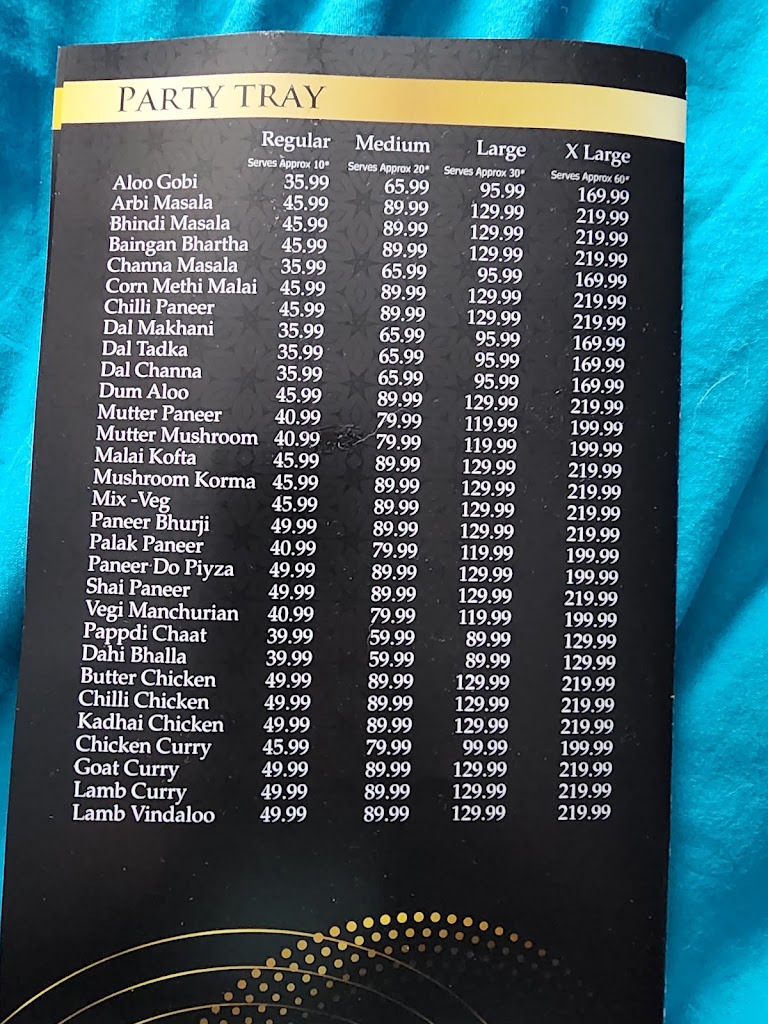 PARTY TRAY
Regular Medium Large X Large
Serves Approx 10* Serves Approx 20* Serves Approx 30* Serves Approx 60*
Aloo Gobi 35.99 65.99 95.99 169.99
Arbi Masala 45.99 89.99 129.99 219.99
Bhindi Masala 45.99 89.99 129.99 219.99
Baingan Bhartha 45.99 89.99 129.99 219.99
Channa Masala 35.99 65.99 95.99 169.99
Corn Methi Malai 45.99 89.99 129.99 219.99
Chilli Paneer 45.99 89.99 129.99 219.99
Dal Makhani 35.99 65.99 95.99 169.99
Dal Tadka 35.99 65.99 95.99 169.99
Dal Channa 35.99 65.99 95.99 169.99
Dum Aloo 45.99 89.99 129.99 219.99
Mutter Paneer 40.99 79.99 119.99 199.99
Mutter Mushroom 40.99 79.99 119.99 199.99
Malai Kofta 45.99 89.99 129.99 219.99
Mushroom Korma 45.99 89.99 129.99 219.99
Mix -Veg 45.99 89.99 129.99 219.99
Paneer Bhurji 49.99 89.99 129.99 219.99
Palak Paneer 40.99 79.99 119.99 199.99
Paneer Do Piyza 49.99 89.99 129.99 199.99
Shai Paneer 49.99 89.99 129.99 219.99
Vegi Manchurian 40.99 79.99 119.99 199.99
Pappdi Chaat 39.99 59.99 89.99 129.99
Dahi Bhalla 39.99 59.99 89.99 129.99
Butter Chicken 49.99 89.99 129.99 219.99
Chilli Chicken 49.99 89.99 129.99 219.99
Kadhai Chicken 49.99 89.99 129.99 219.99
Chicken Curry 45.99 79.99 99.99 199.99
Goat Curry 49.99 89.99 129.99 219.99
Lamb Curry 49.99 89.99 129.99 219.99
Lamb Vindaloo 49.99 89.99 129.99 219.99